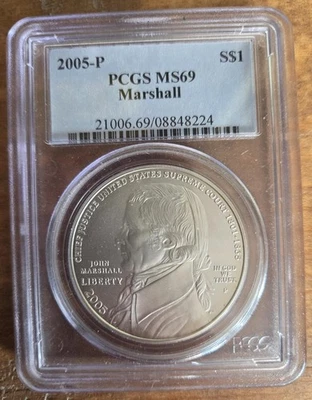 2005-P S$1
PCGS MS69
Marshall
21006.69/08848224
CHIEF JUSTICE UNITED STATES SUPREME COURT 1801-1835
JOHN
MARSHALL
LIBERTY
2005
IN GOD
WE
TRUST
P
PCGS